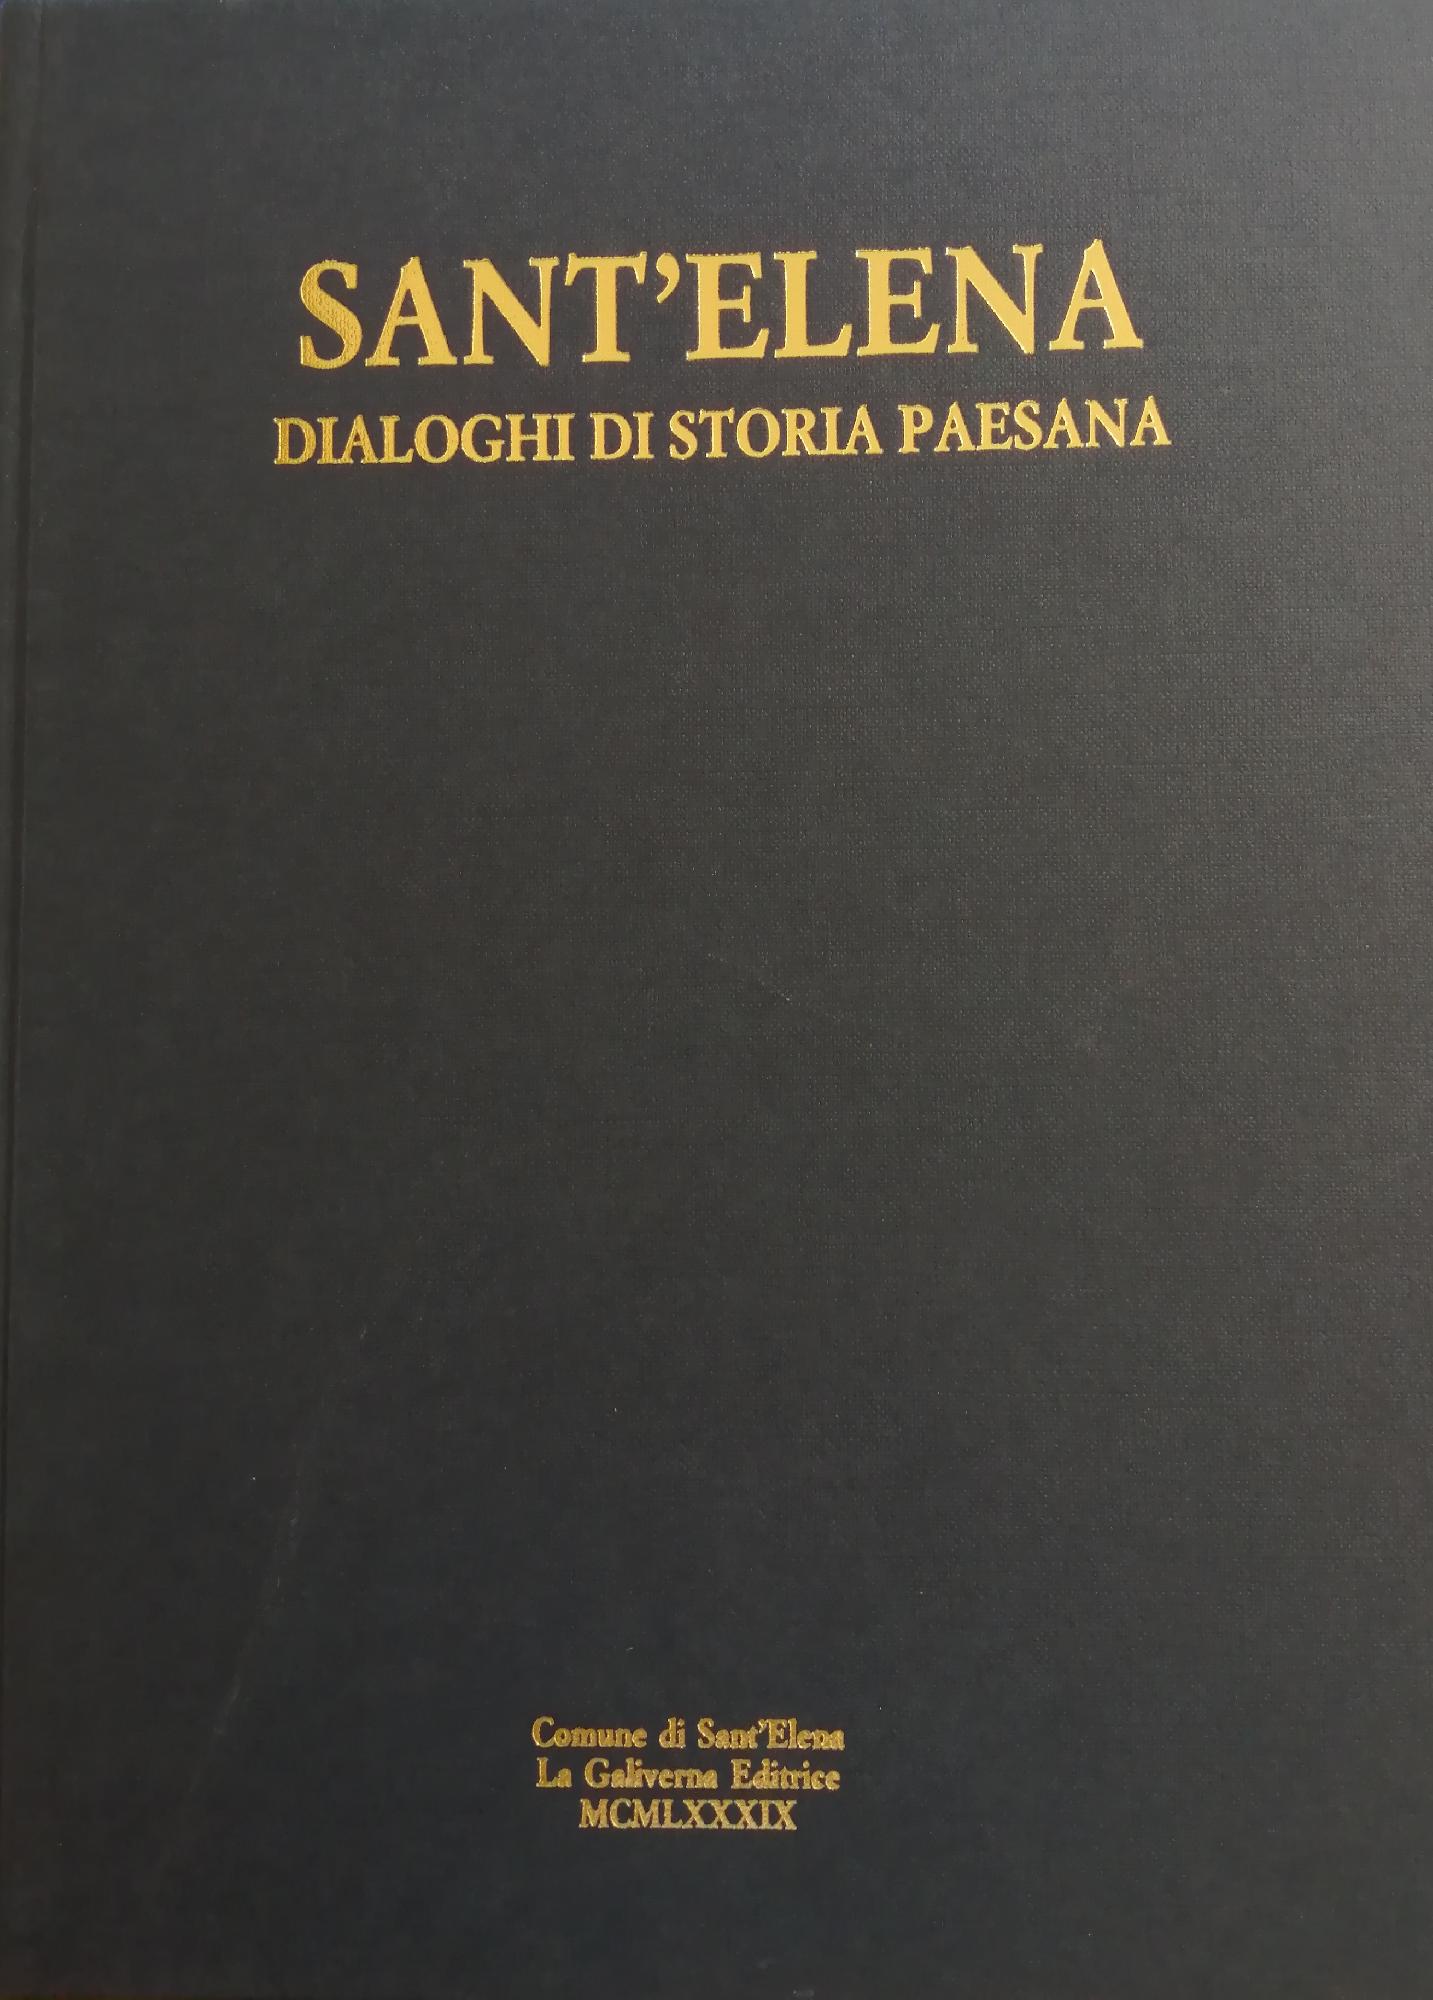 SANT'ELENA
DIALOGHI DI STORIA PAESANA
Comune di Sant'Elena
La Galiverna Editrice
MCMLXXXIX